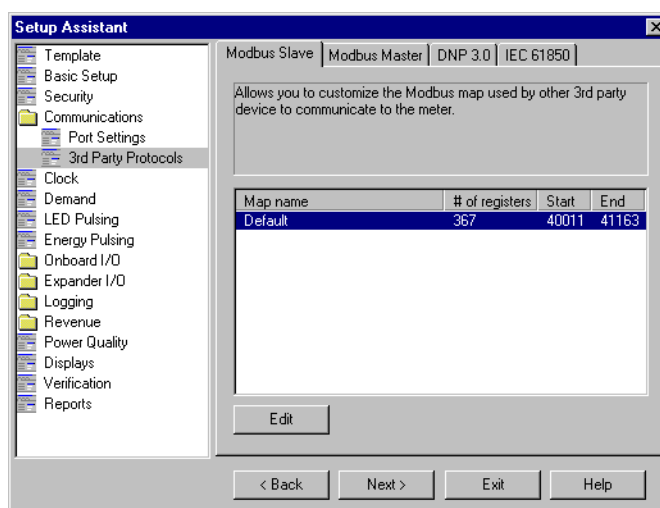 Setup Assistant
Template
Basic Setup
Security
Communications
Port Settings
3rd Party Protocols
Clock
Demand
LED Pulsing
Energy Pulsing
Onboard I/O
Expander I/O
Logging
Revenue
Power Quality
Displays
Verification
Reports
Modbus Slave Modbus Master DNP 3.0 IEC 61850
Allows you to customize the Modbus map used by other 3rd party
device to communicate to the meter.
Map name # of registers Start End
Default 367 40011 41163
Edit
< Back Next > Exit Help